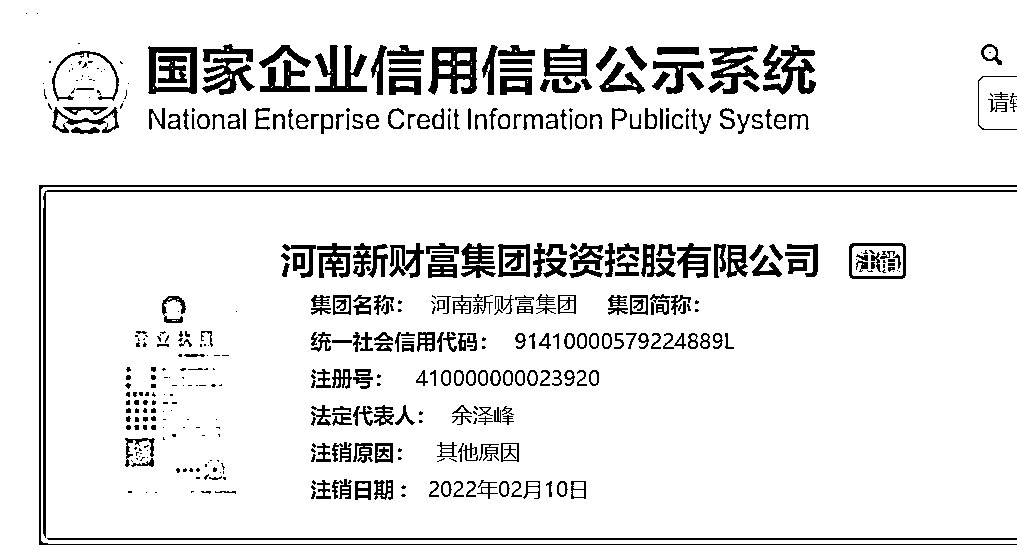 国家企业信用信息公示系统
National Enterprise Credit Information Publicity System
请输
河南新财富集团投资控股有限公司 注销
集团名称： 河南新财富集团 集团简称：
统一社会信用代码： 91410000579224889L
注册号： 410000000023920
法定代表人： 余泽峰
注销原因： 其他原因
注销日期： 2022年02月10日
营业执照